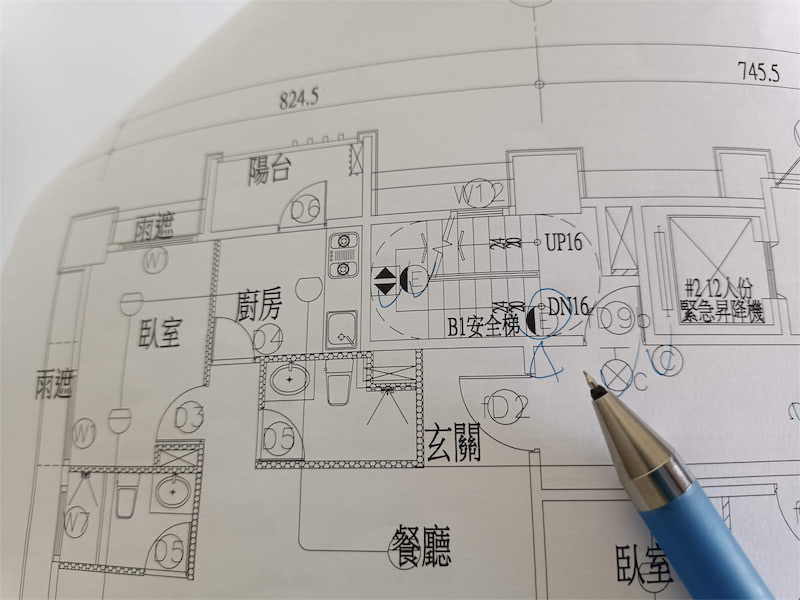 824.5
745.5
陽台
W12
D6
雨遮
W1
UP16
#2 12人份
緊急昇降機
廚房
E
DN16
B1安全梯
E
D9
臥室
D4
C
C
雨遮
D3
fD2
W1
D5
玄關
W7
D5
餐廳
臥室